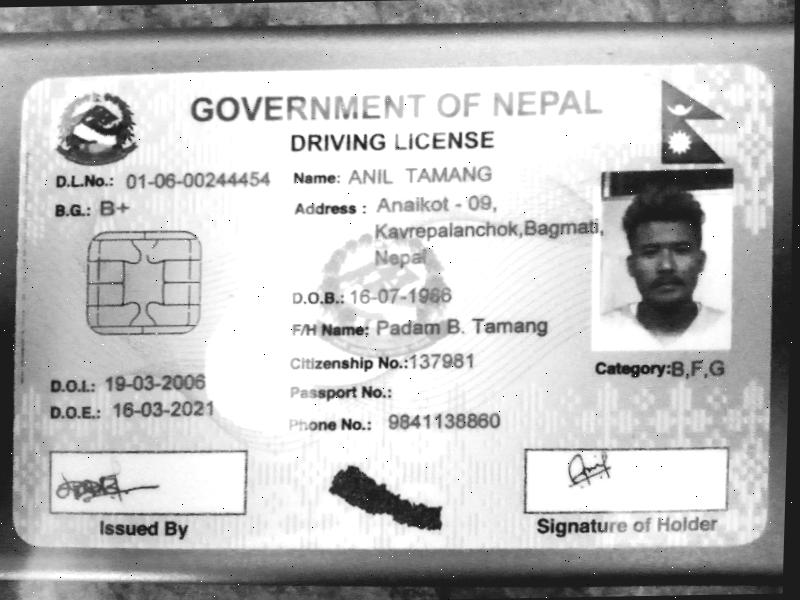 GOVERNMENT OF NEPAL
DRIVING LICENSE
D.L.No.: 01-06-00244454
B.G.: B+
Name: ANIL TAMANG
Address : Anaikot - 09,
Kavrepalanchok,Bagmati,
Nepal
D.O.B.: 16-07-1986
F/H Name: Padam B. Tamang
Citizenship No.:137981
Passport No.:
Phone No.: 9841138860
D.O.I.: 19-03-2006
D.O.E.: 16-03-2021
Category:B,F,G
Issued By
Signature of Holder